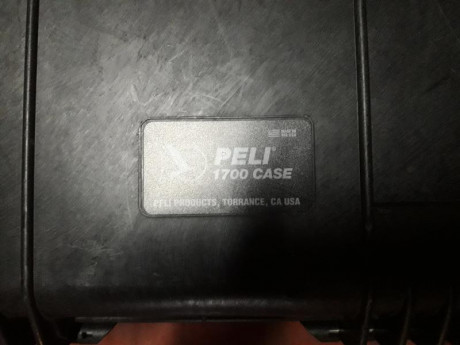 PELI®
1700 CASE
PELI PRODUCTS, TORRANCE, CA USA